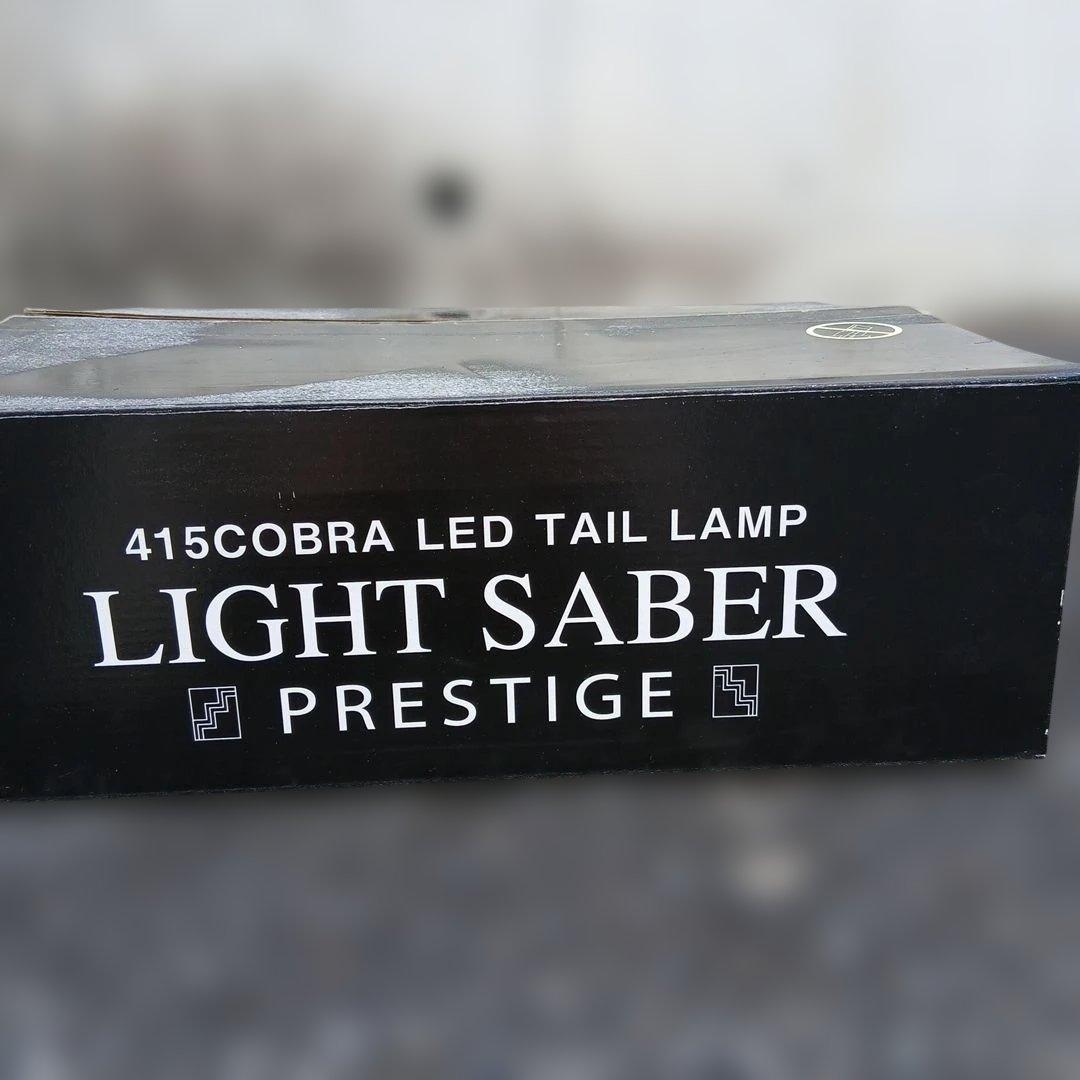 415COBRA LED TAIL LAMP
LIGHT SABER
PRESTIGE